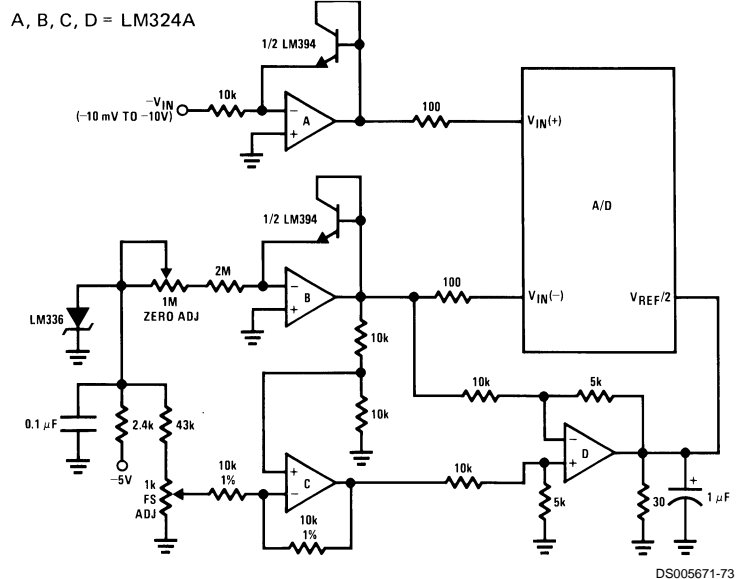 A, B, C, D = LM324A
1/2 LM394
–VIN
(–10 mV TO –10V)
10k
–
A
+
100
VIN(+)
A/D
1/2 LM394
2M
1M
ZERO ADJ
–
B
+
100
VIN(–)
VREF/2
LM336
10k
10k
10k
5k
0.1 μF
2.4k
43k
–5V
1k
FS
ADJ
10k
1%
+
C
–
10k
1%
10k
–
D
+
5k
30
+
1 μF
DS005671-73